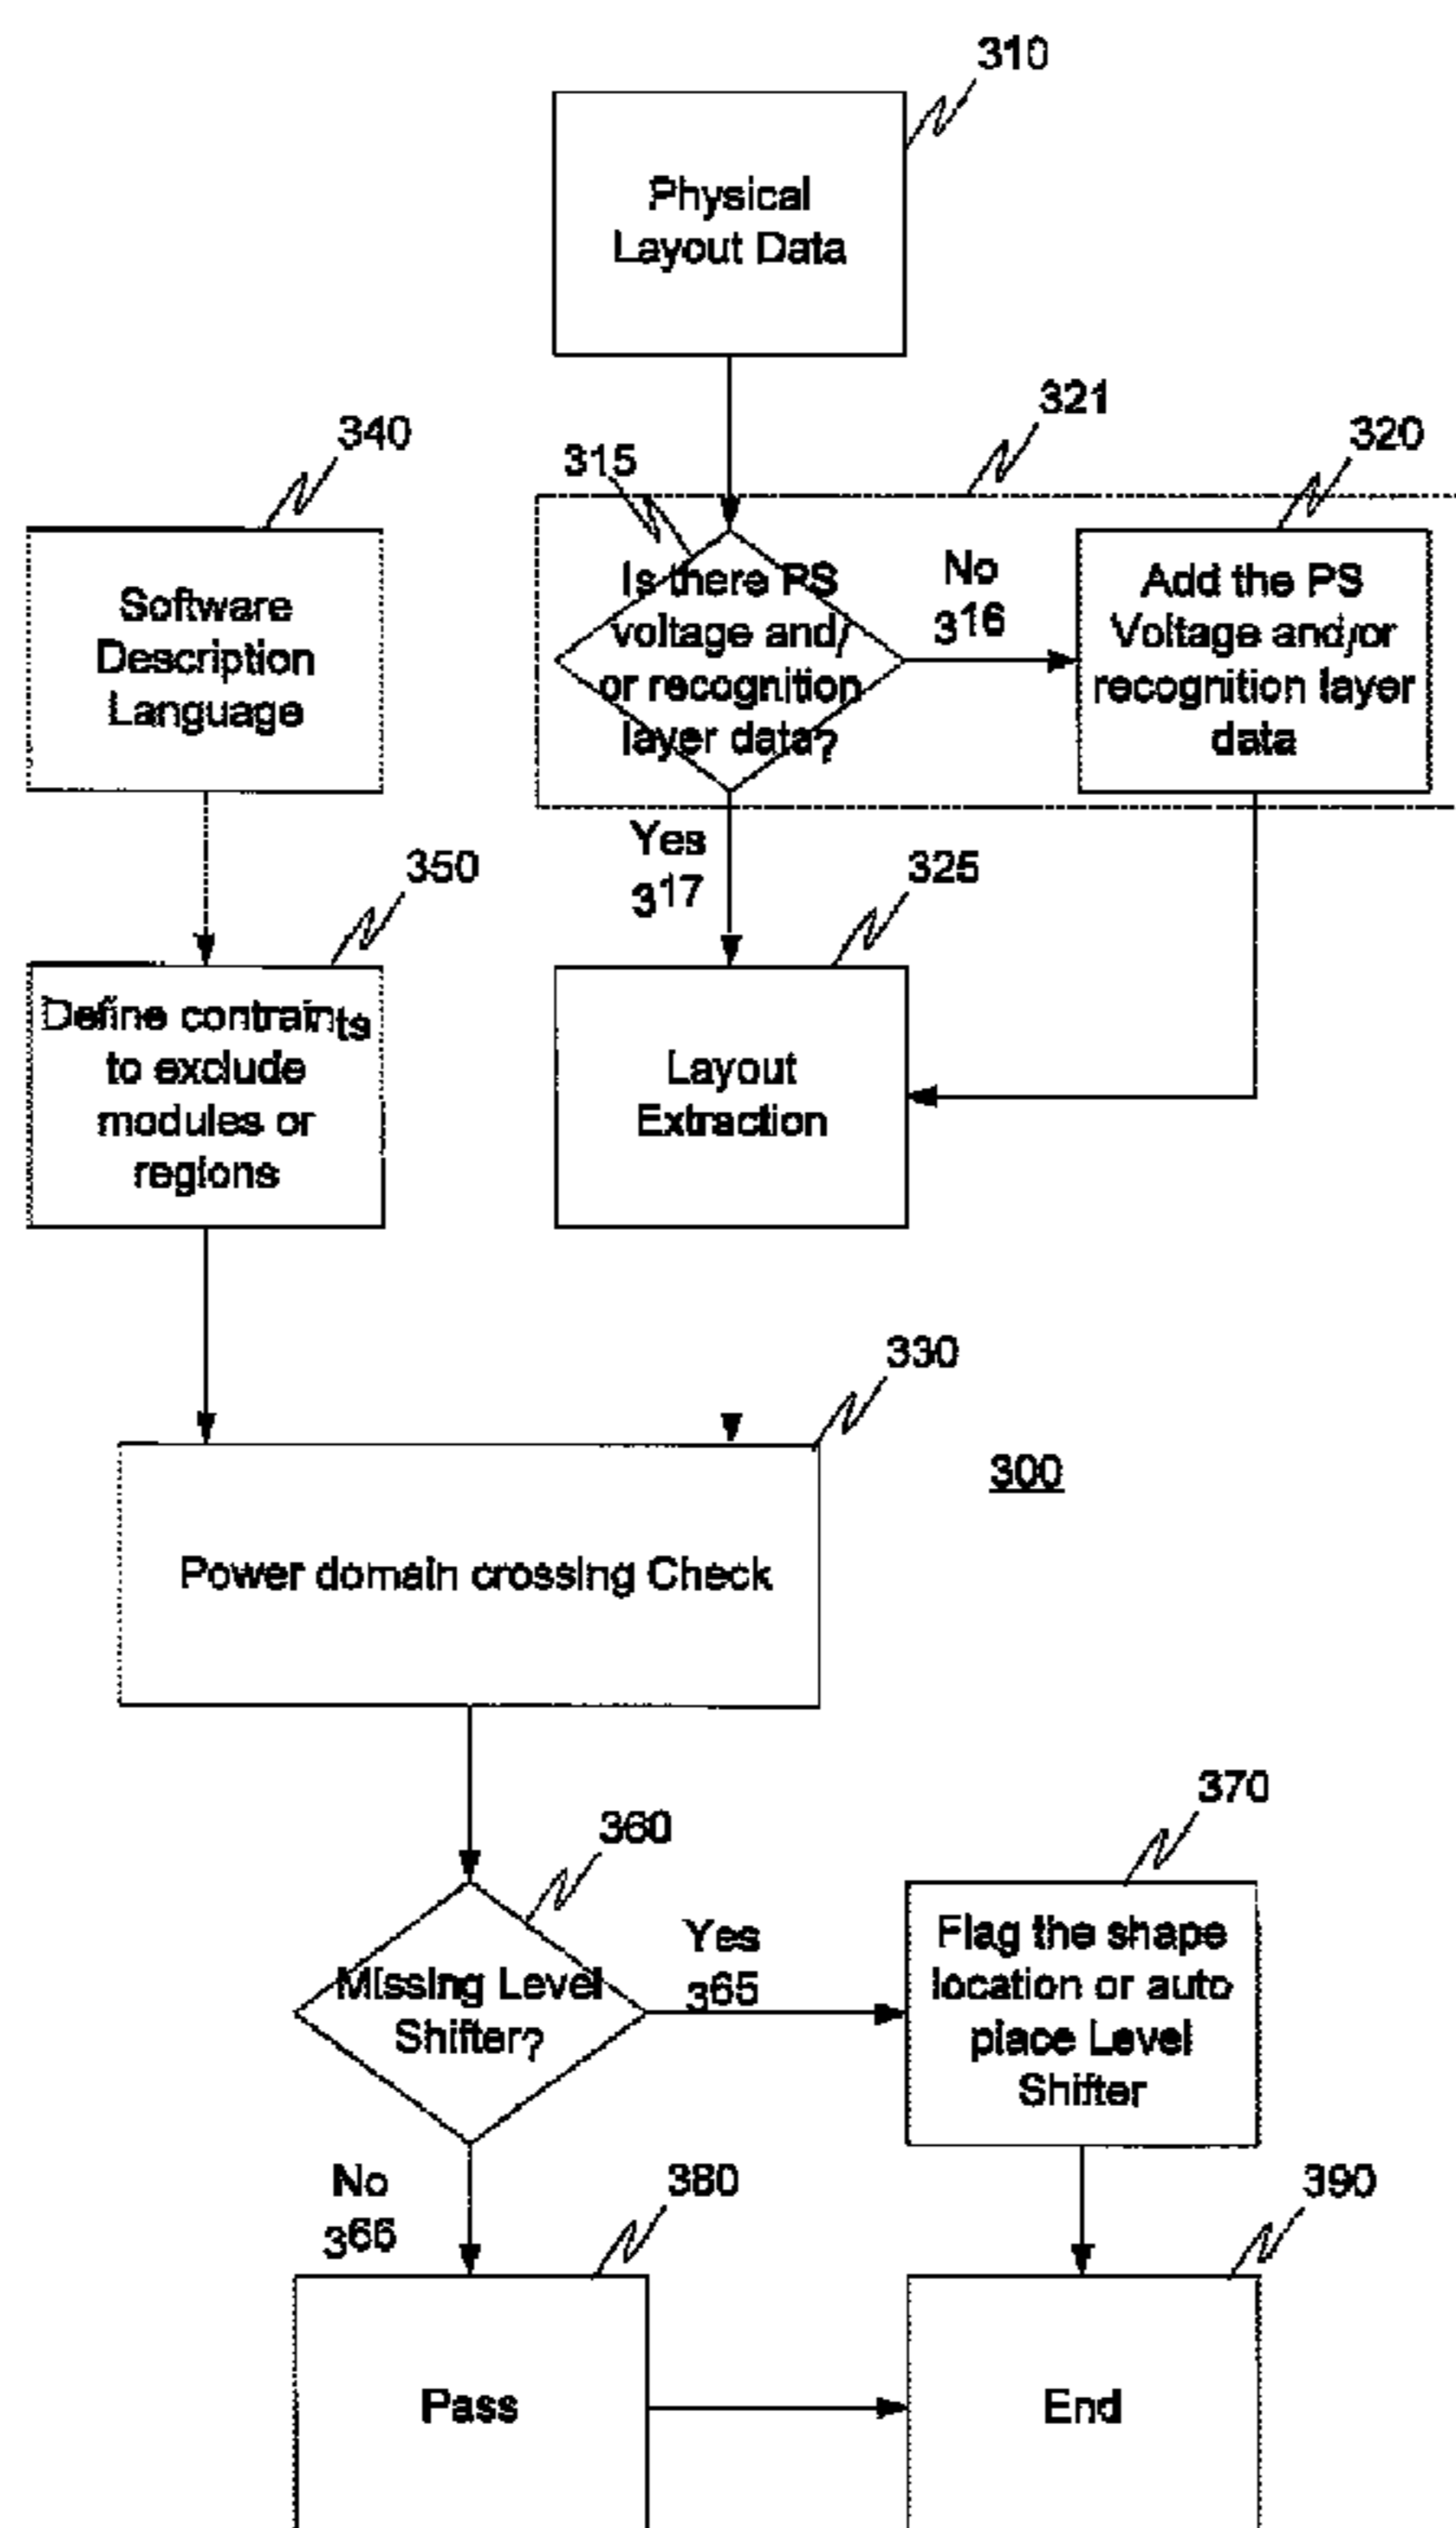 310
Physical
Layout Data
321
320
340
315
Software
Description
Language
Is there PS
voltage and/
or recognition
layer data?
No
316
Add the PS
Voltage and/or
recognition layer
data
Yes
317
350
325
Define contraints
to exclude
modules or
regions
Layout
Extraction
330
300
Power domain crossing Check
370
360
Missing Level
Shifter?
Yes
365
Flag the shape
location or auto
place Level
Shifter
No
366
380
390
Pass
End